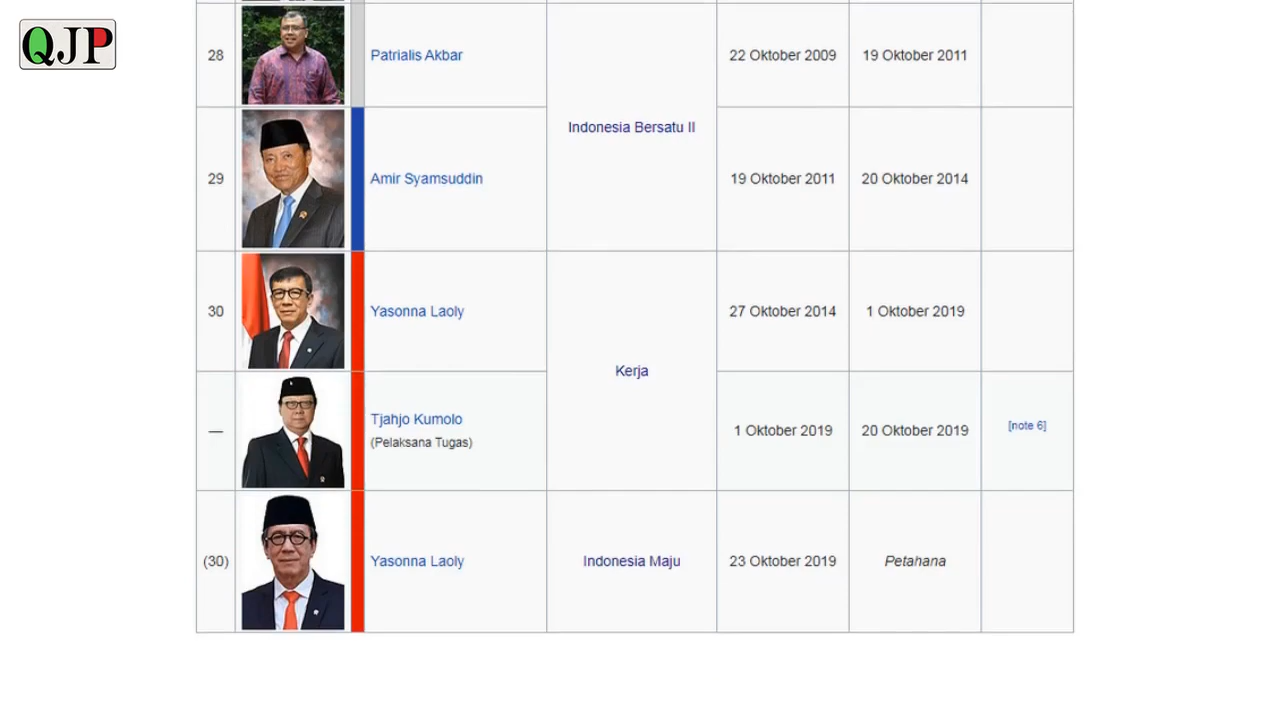 QJP
28
Patrialis Akbar
22 Oktober 2009
19 Oktober 2011
Indonesia Bersatu II
29
Amir Syamsuddin
19 Oktober 2011
20 Oktober 2014
30
Yasonna Laoly
27 Oktober 2014
1 Oktober 2019
Kerja
—
Tjahjo Kumolo
(Pelaksana Tugas)
1 Oktober 2019
20 Oktober 2019
[note 6]
(30)
Yasonna Laoly
Indonesia Maju
23 Oktober 2019
Petahana